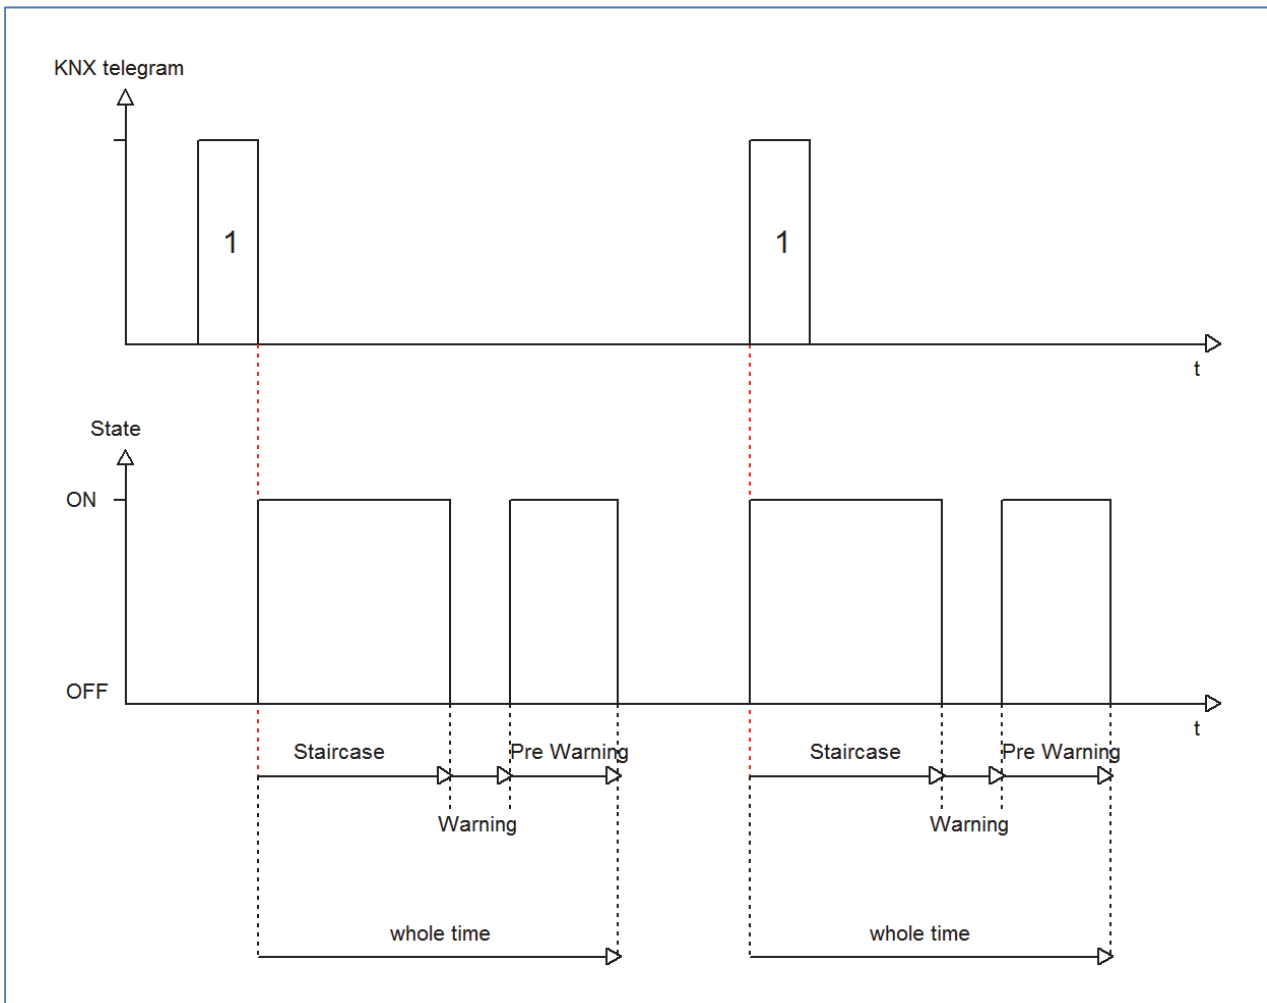 KNX telegram
1
1
t
State
ON
OFF
t
Staircase
Pre Warning
Staircase
Pre Warning
Warning
Warning
whole time
whole time